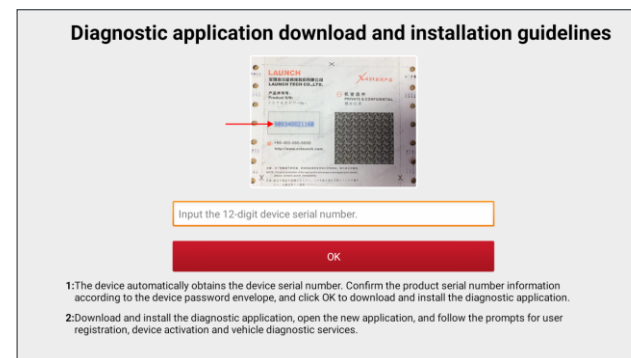 Diagnostic application download and installation guidelines
LAUNCH
LAUNCH TECH CO.,LTD.
Product S/N:
PRIVATE & CONFIDENTIAL
Input the 12-digit device serial number.
OK
1:The device automatically obtains the device serial number. Confirm the product serial number information
according to the device password envelope, and click OK to download and install the diagnostic application.
2:Download and install the diagnostic application, open the new application, and follow the prompts for user
registration, device activation and vehicle diagnostic services.